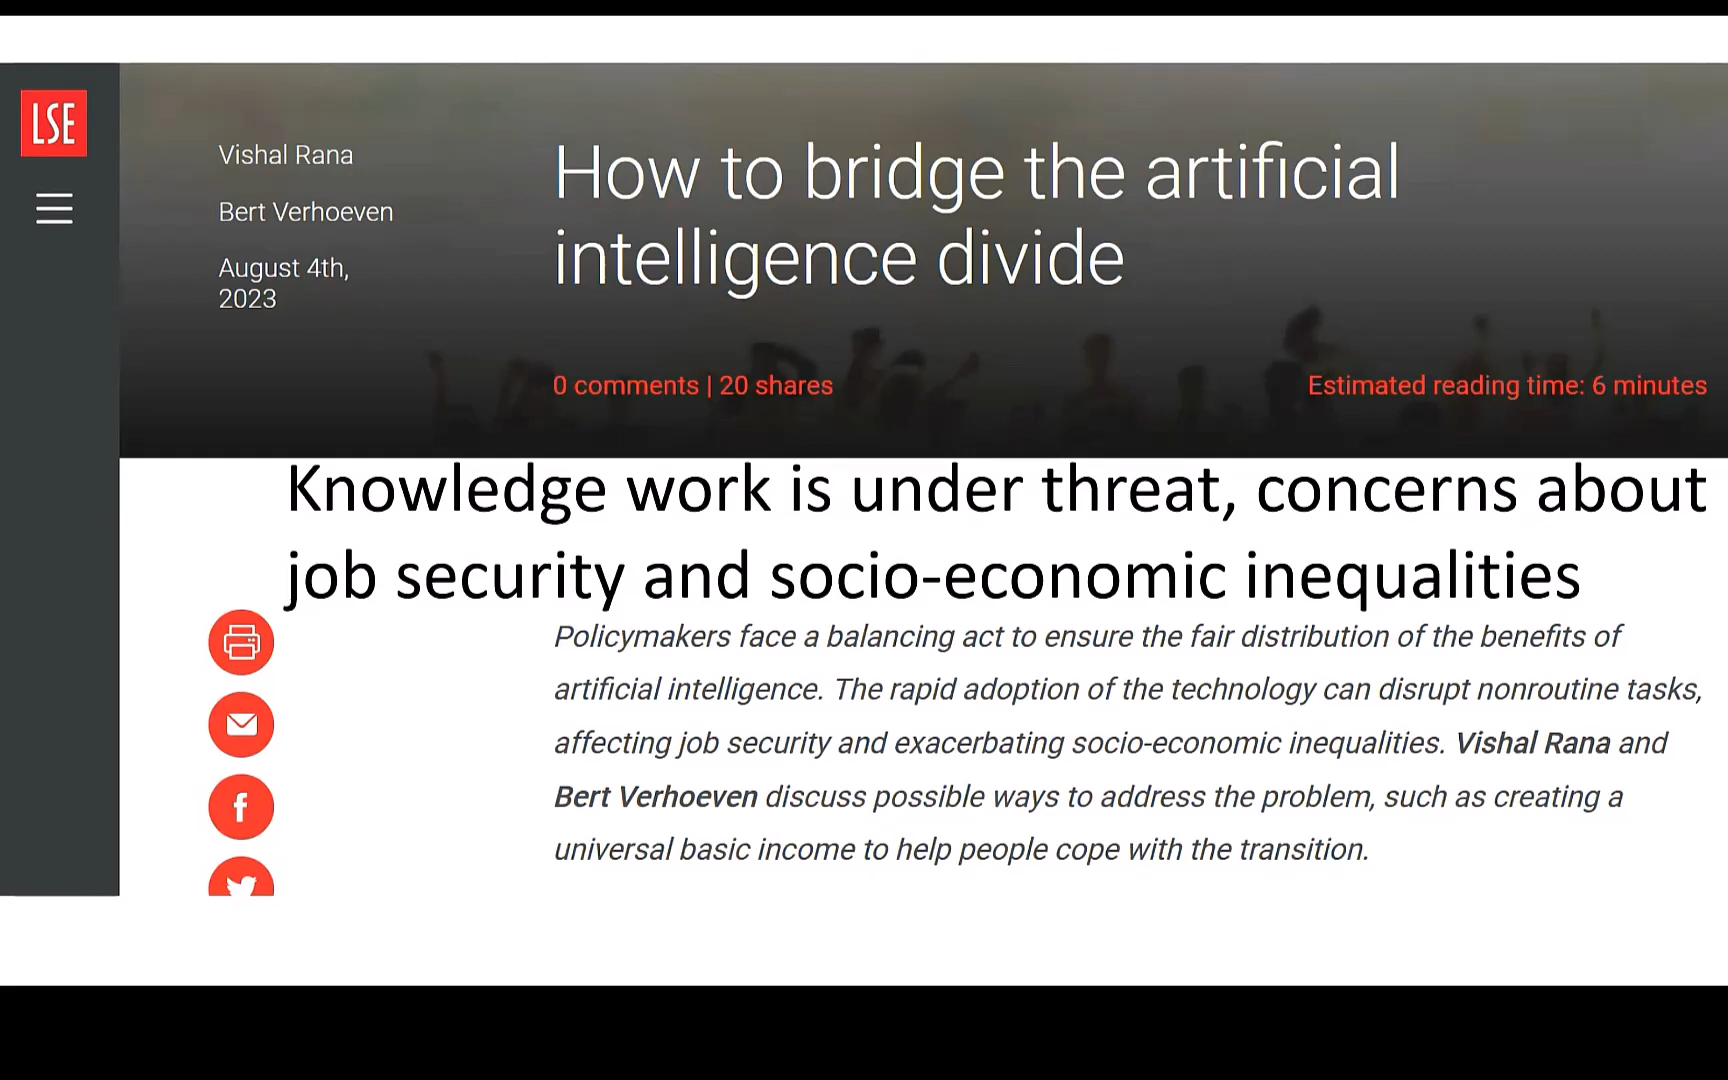 LSE
Vishal Rana
Bert Verhoeven
August 4th,
2023
How to bridge the artificial
intelligence divide
0 comments | 20 shares
Estimated reading time: 6 minutes
Knowledge work is under threat, concerns about
job security and socio-economic inequalities
Policymakers face a balancing act to ensure the fair distribution of the benefits of
artificial intelligence. The rapid adoption of the technology can disrupt nonroutine tasks,
affecting job security and exacerbating socio-economic inequalities. Vishal Rana and
Bert Verhoeven discuss possible ways to address the problem, such as creating a
universal basic income to help people cope with the transition.